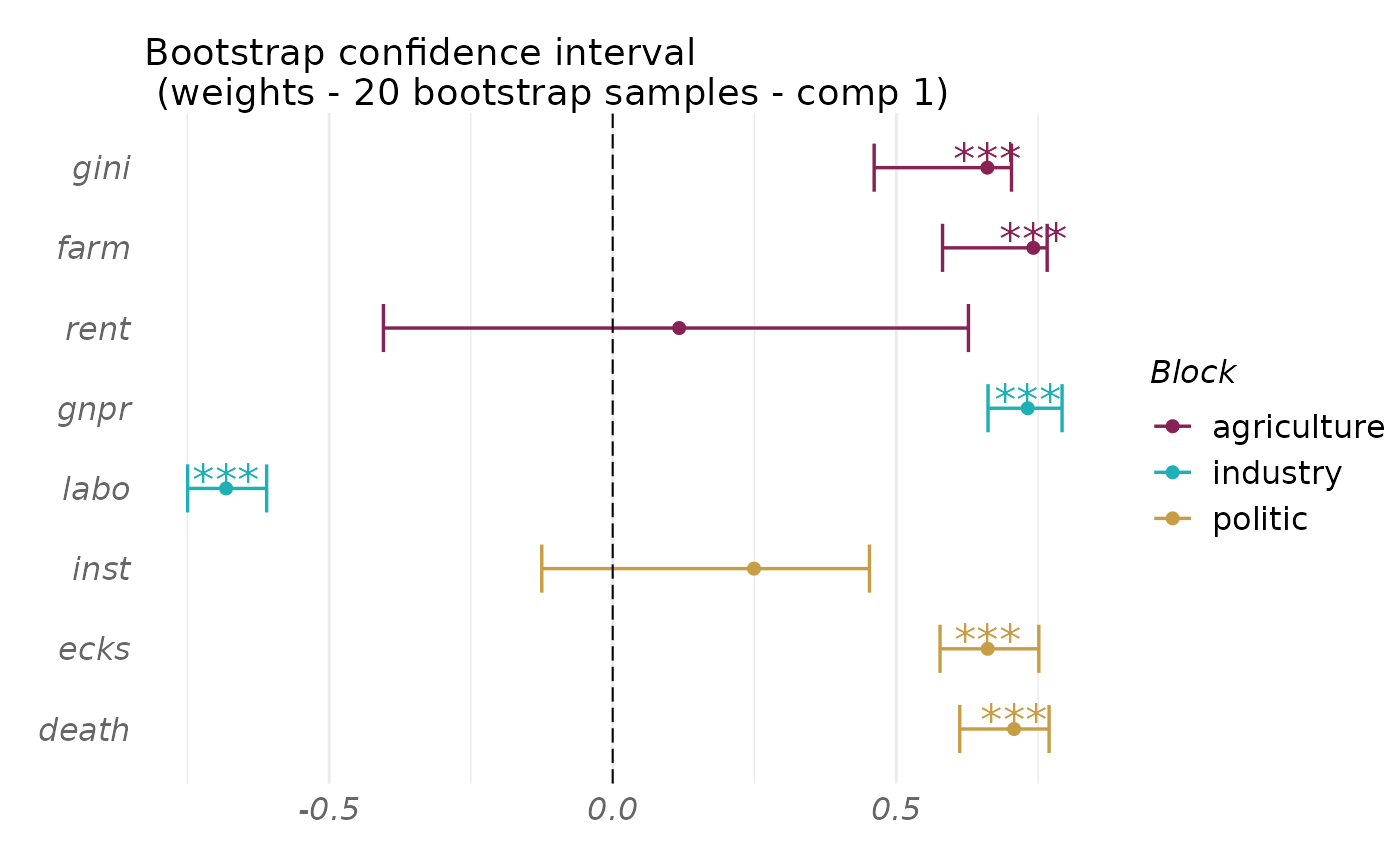 Bootstrap confidence interval
(weights - 20 bootstrap samples - comp 1)
gini
***
farm
***
rent
gnpr
***
labo
***
inst
ecks
***
death
***
-0.5
0.0
0.5
Block
agriculture
industry
politic